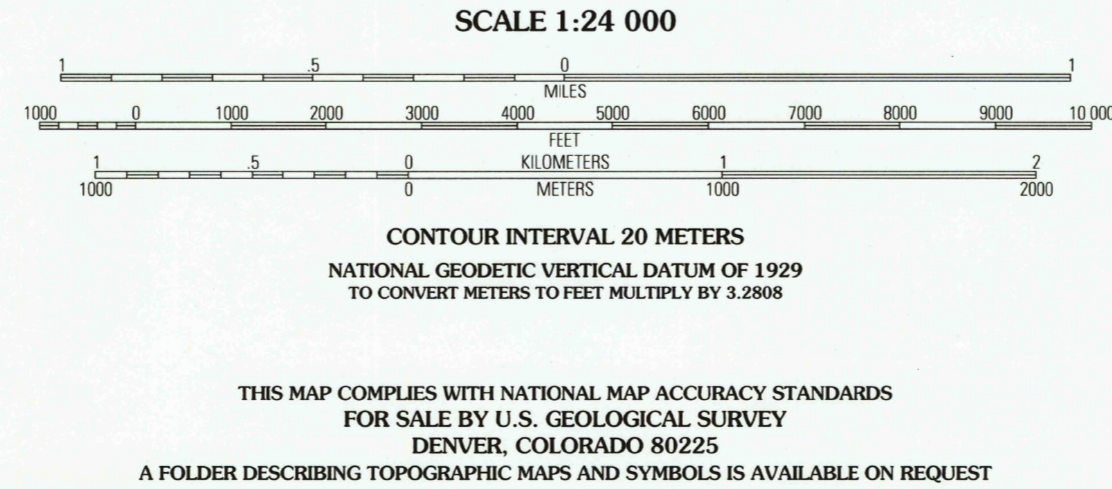 SCALE 1:24 000
1 .5 0 1
MILES
1000 0 1000 2000 3000 4000 5000 6000 7000 8000 9000 10 000
FEET
1 .5 0 KILOMETERS 1 2
1000 0 METERS 1000 2000
CONTOUR INTERVAL 20 METERS
NATIONAL GEODETIC VERTICAL DATUM OF 1929
TO CONVERT METERS TO FEET MULTIPLY BY 3.2808
THIS MAP COMPLIES WITH NATIONAL MAP ACCURACY STANDARDS
FOR SALE BY U.S. GEOLOGICAL SURVEY
DENVER, COLORADO 80225
A FOLDER DESCRIBING TOPOGRAPHIC MAPS AND SYMBOLS IS AVAILABLE ON REQUEST